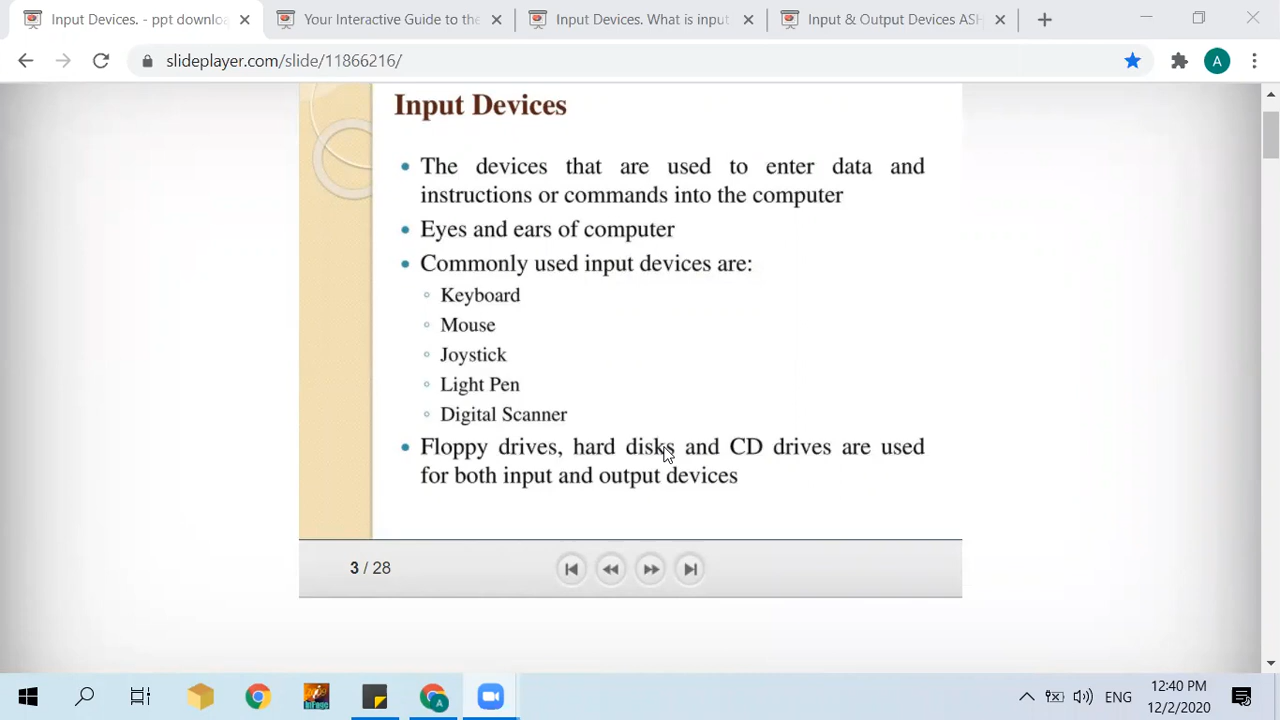 Input Devices. - ppt downloa
Your Interactive Guide to the
Input Devices. What is input
Input & Output Devices ASH
slideplayer.com/slide/11866216/
A
Input Devices
The devices that are used to enter data and
instructions or commands into the computer
Eyes and ears of computer
Commonly used input devices are:
Keyboard
Mouse
Joystick
Light Pen
Digital Scanner
Floppy drives, hard disks and CD drives are used
for both input and output devices
3 / 28
A
ENG
12:40 PM
12/2/2020